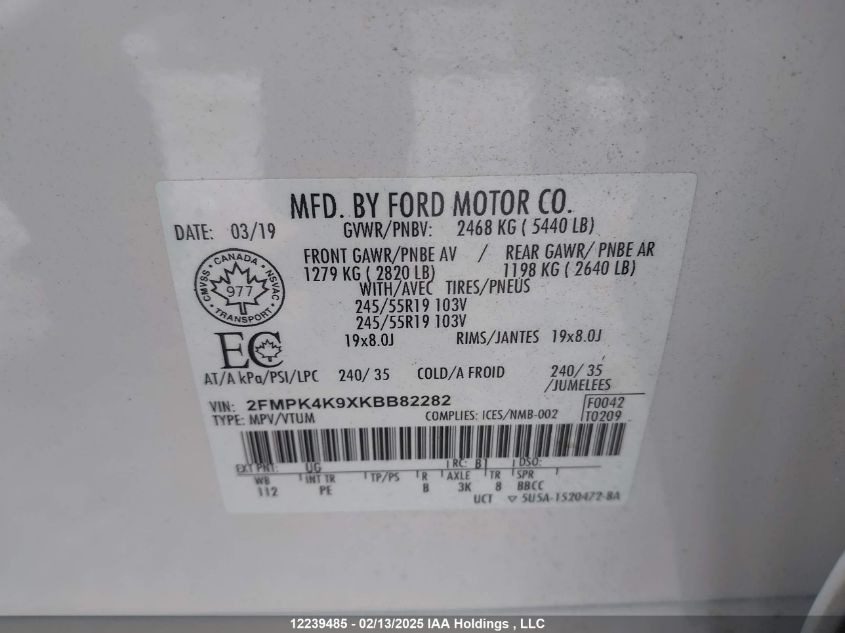 MFD. BY FORD MOTOR CO.
DATE: 03/19 GVWR/PNBV: 2468 KG ( 5440 LB)
FRONT GAWR/PNBE AV / REAR GAWR/ PNBE AR
1279 KG ( 2820 LB) 1198 KG ( 2640 LB)
WITH/AVEC TIRES/PNEUS
245/55R19 103V
245/55R19 103V
19x8.0J RIMS/JANTES 19x8.0J
CANADA
CMVSS 977 NSVAC
TRANSPORT
EC
AT/A kPa/PSI/LPC 240/ 35 COLD/A FROID 240/ 35
/JUMELEES
VIN: 2FMPK4K9XKBB82282 F0042
TYPE: MPV/VTUM COMPLIES: ICES/NMB-002 T0209
EXT PNT: UG RC: B DSO:
WB INT TR TP/PS R AXLE TR SPR
112 PE B 3K 8 BBCC
UCT ▽ 5U5A-1520472-BA
12239485 - 02/13/2025 IAA Holdings , LLC